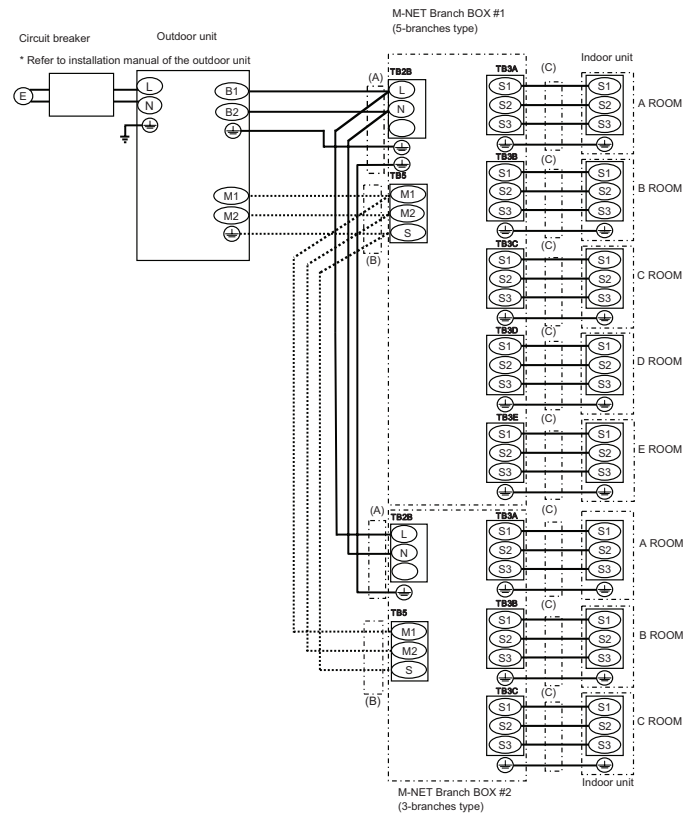 M-NET Branch BOX #1
(5-branches type)
Circuit breaker
Outdoor unit
* Refer to installation manual of the outdoor unit
Indoor unit
E
L
N
B1
B2
M1
M2
(A)
TB2B
L
N
TB5
M1
M2
S
(B)
TB3A
(C)
S1 S1
S2 S2
S3 S3
A ROOM
TB3B
(C)
S1 S1
S2 S2
S3 S3
B ROOM
TB3C
(C)
S1 S1
S2 S2
S3 S3
C ROOM
TB3D
(C)
S1 S1
S2 S2
S3 S3
D ROOM
TB3E
(C)
S1 S1
S2 S2
S3 S3
E ROOM
(A)
TB2B
L
N
TB5
M1
M2
S
(B)
TB3A
(C)
S1 S1
S2 S2
S3 S3
A ROOM
TB3B
(C)
S1 S1
S2 S2
S3 S3
B ROOM
TB3C
(C)
S1 S1
S2 S2
S3 S3
C ROOM
Indoor unit
M-NET Branch BOX #2
(3-branches type)